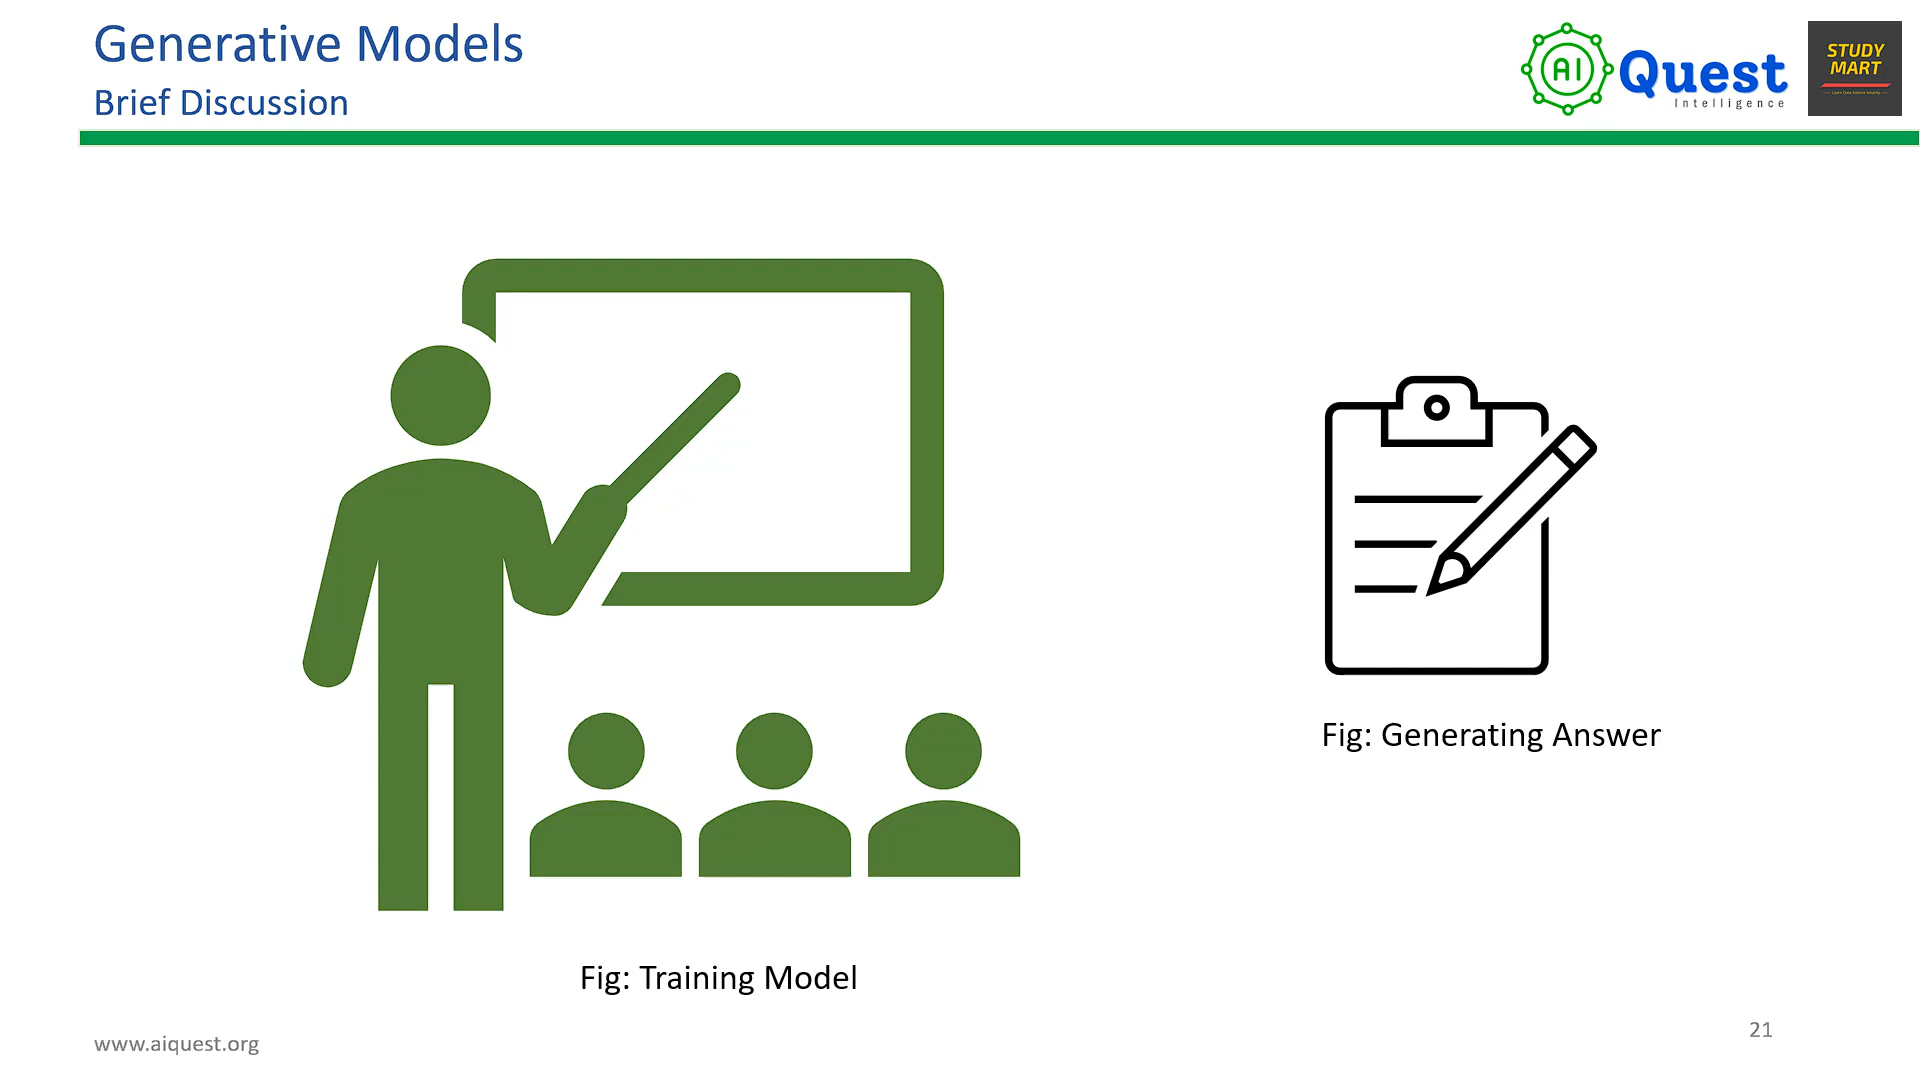 Generative Models
Brief Discussion
AI Quest
Intelligence
STUDY
MART
Fig: Generating Answer
Fig: Training Model
www.aiquest.org
21